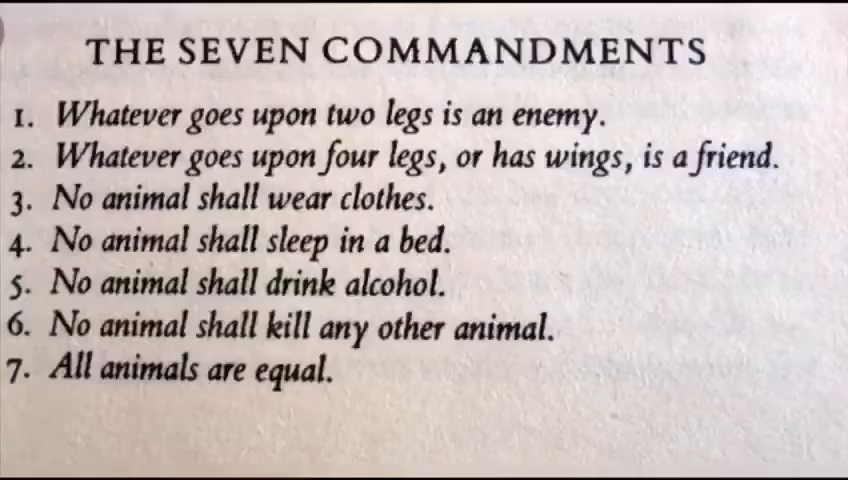 THE SEVEN COMMANDMENTS
1. Whatever goes upon two legs is an enemy.
2. Whatever goes upon four legs, or has wings, is a friend.
3. No animal shall wear clothes.
4. No animal shall sleep in a bed.
5. No animal shall drink alcohol.
6. No animal shall kill any other animal.
7. All animals are equal.